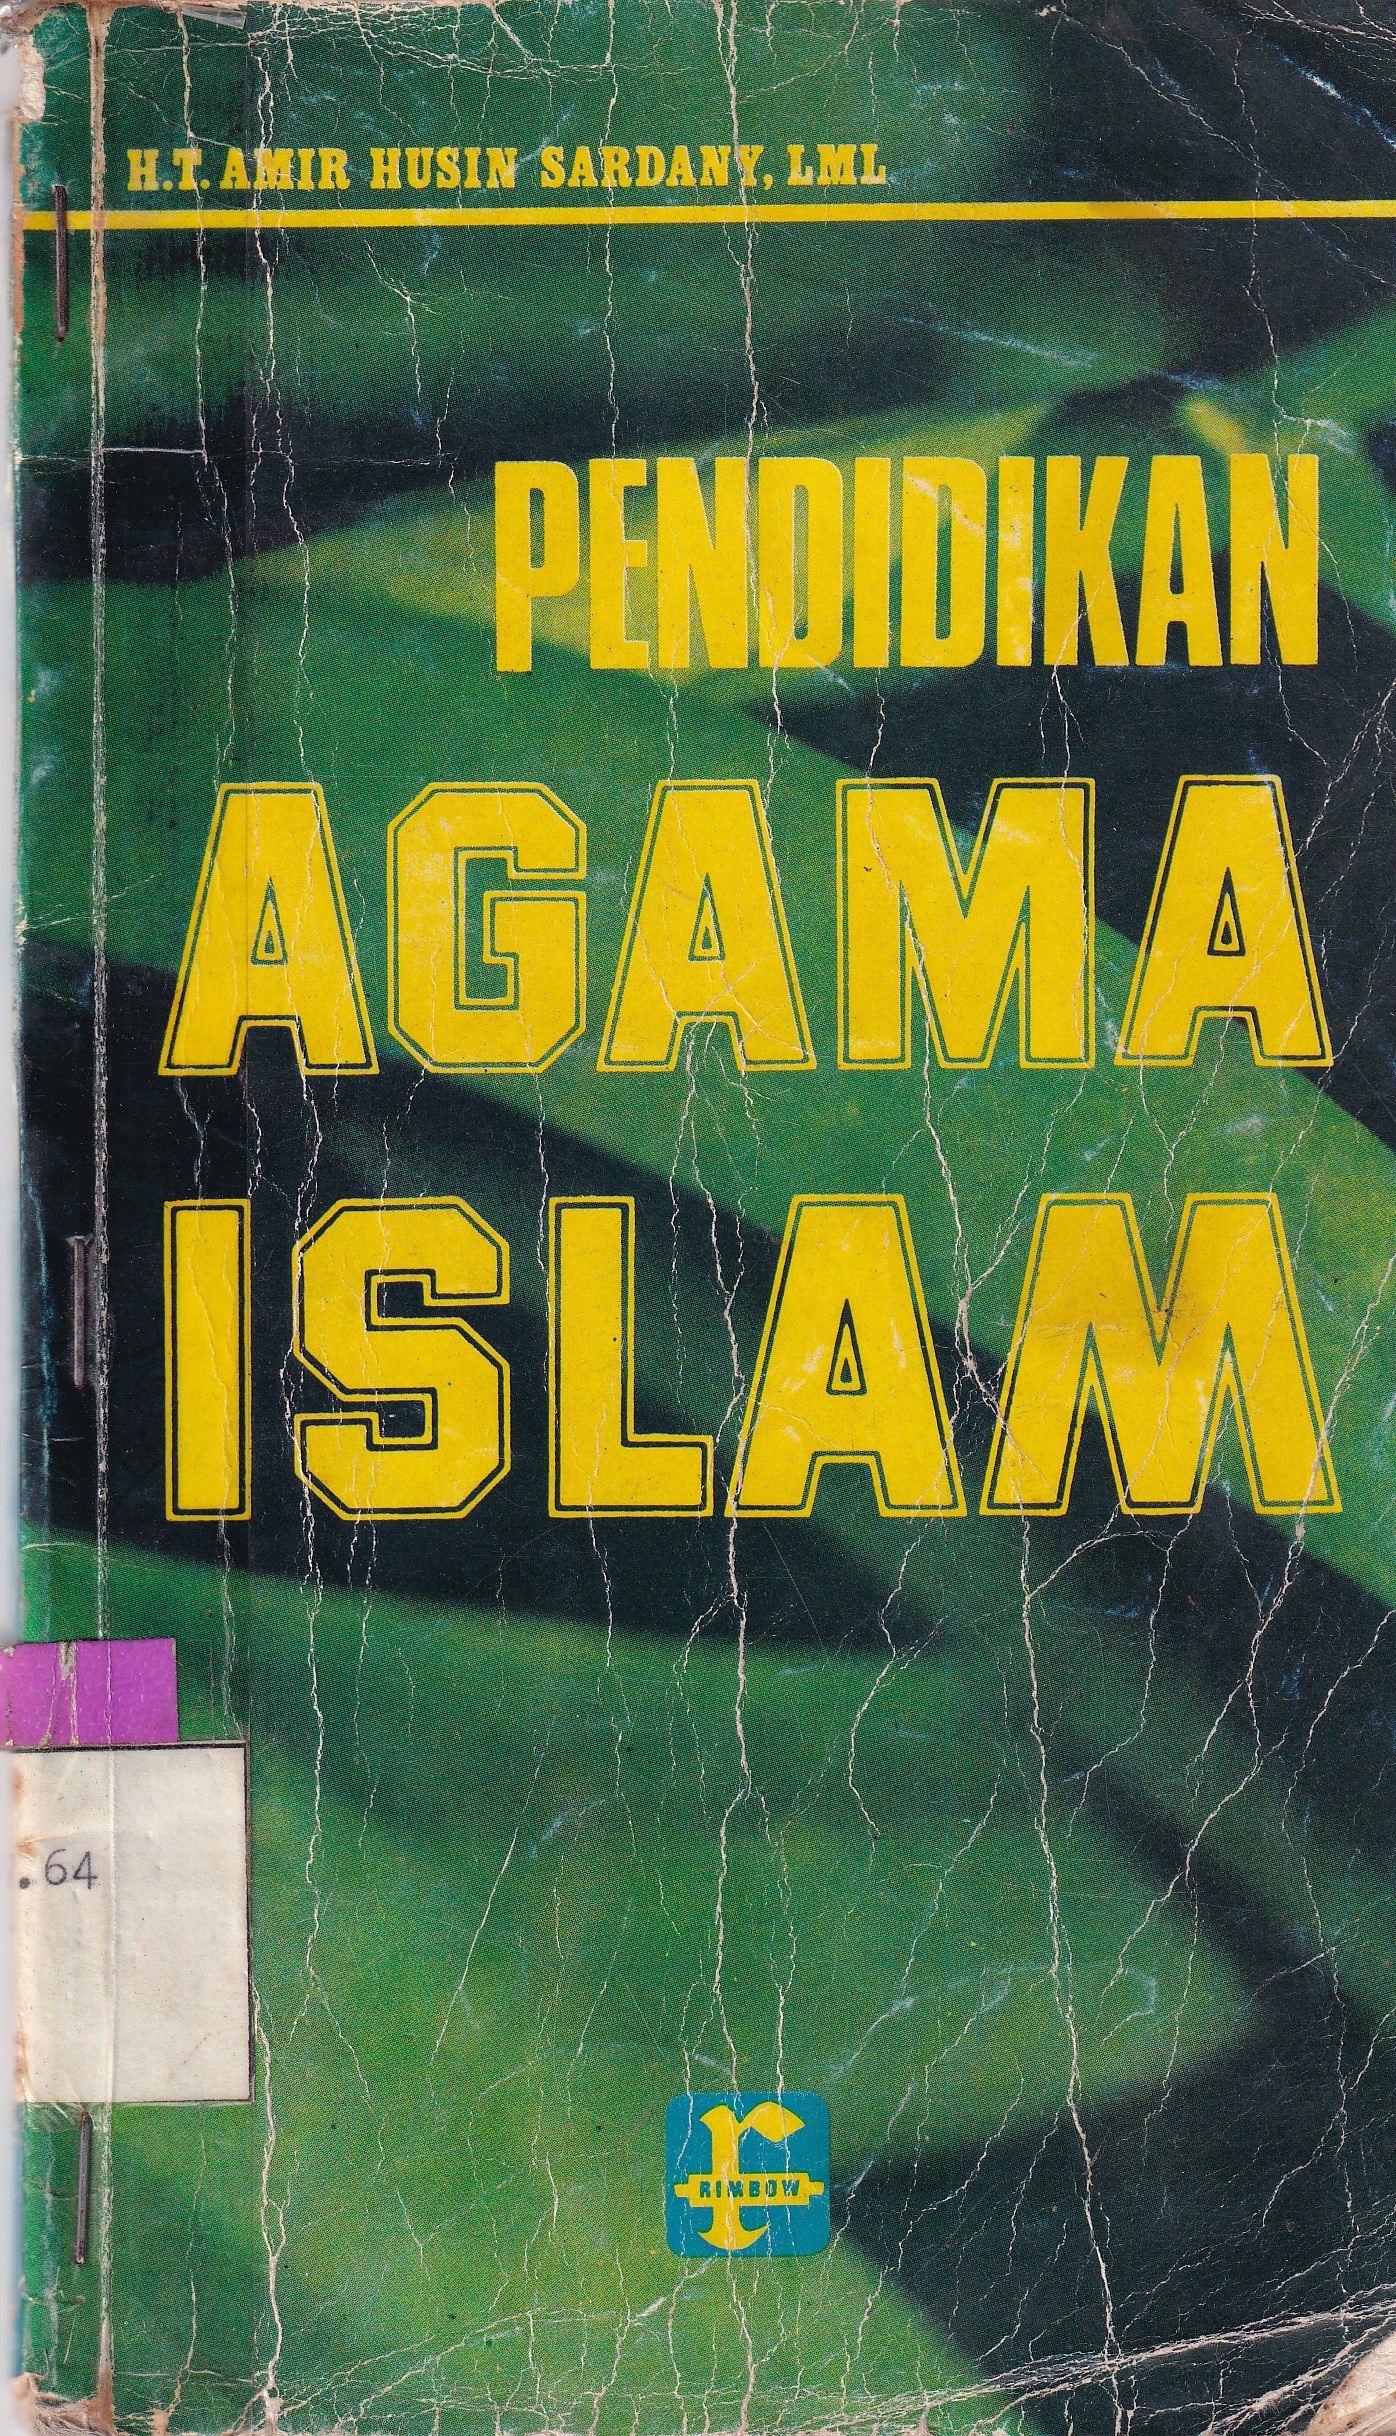 H.T. AMIR HUSIN SARDANY, LML
PENDIDIKAN
AGAMA
ISLAM
.64
r
RIMBOW